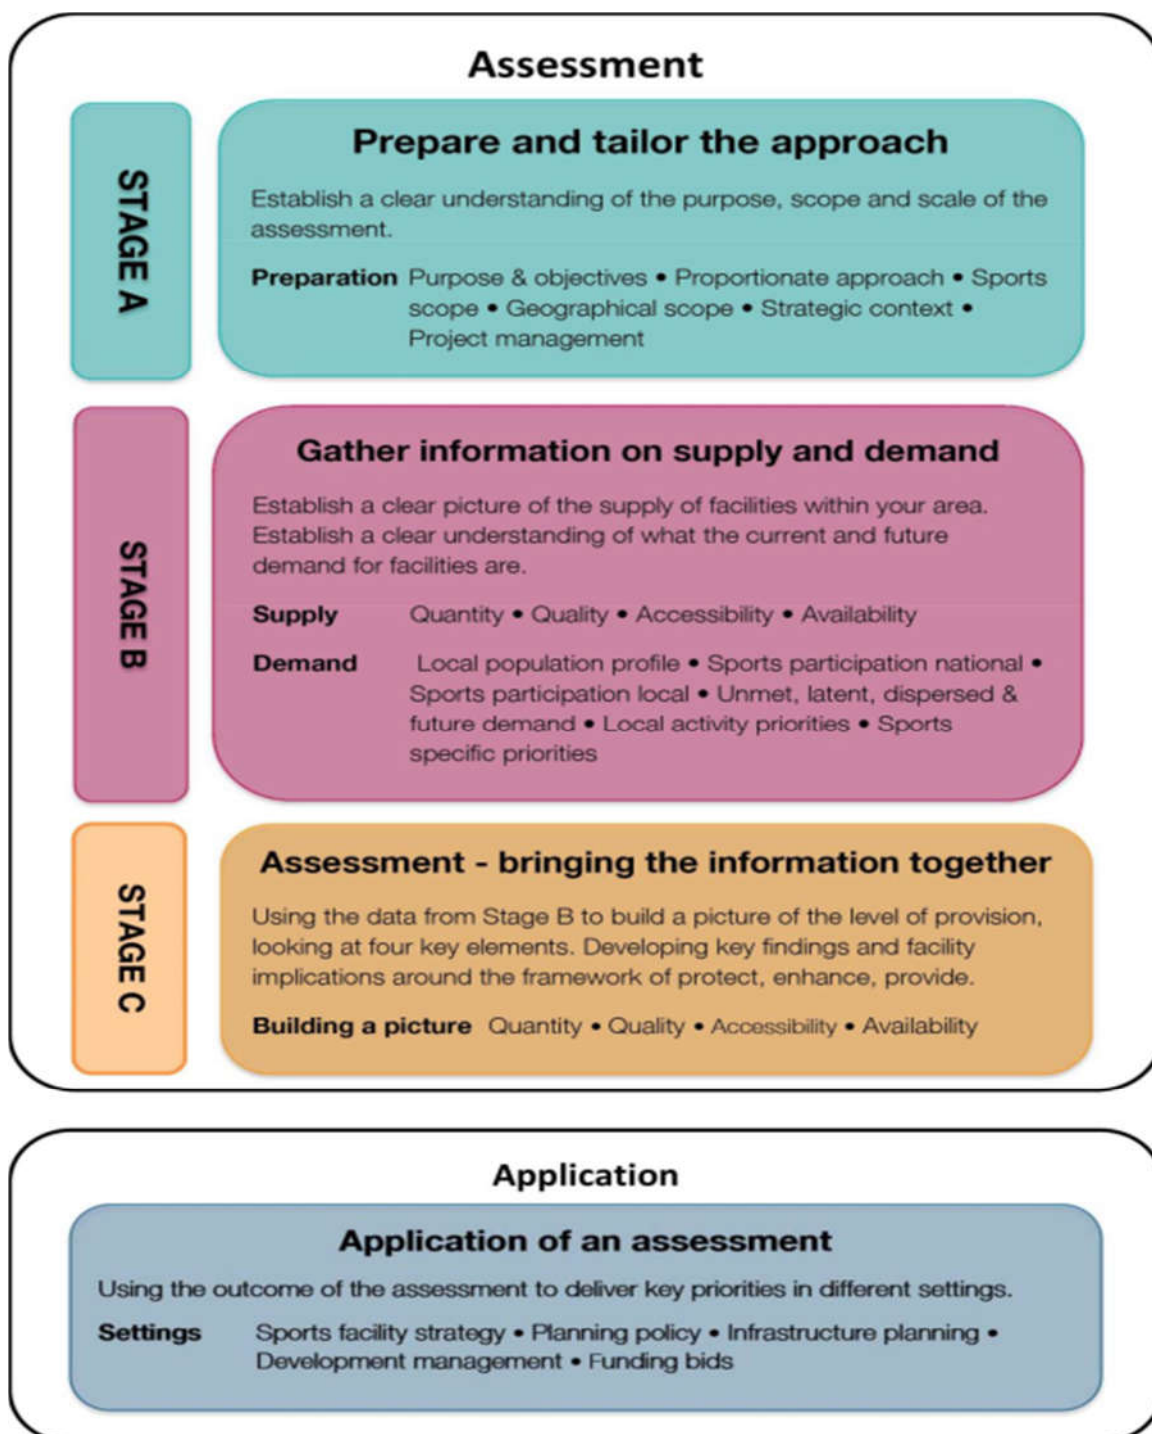 Assessment
STAGE A
Prepare and tailor the approach
Establish a clear understanding of the purpose, scope and scale of the
assessment.
Preparation Purpose & objectives • Proportionate approach • Sports
scope • Geographical scope • Strategic context •
Project management
STAGE B
Gather information on supply and demand
Establish a clear picture of the supply of facilities within your area.
Establish a clear understanding of what the current and future
demand for facilities are.
Supply Quantity • Quality • Accessibility • Availability
Demand Local population profile • Sports participation national •
Sports participation local • Unmet, latent, dispersed &
future demand • Local activity priorities • Sports
specific priorities
STAGE C
Assessment - bringing the information together
Using the data from Stage B to build a picture of the level of provision,
looking at four key elements. Developing key findings and facility
implications around the framework of protect, enhance, provide.
Building a picture Quantity • Quality • Accessibility • Availability
Application
Application of an assessment
Using the outcome of the assessment to deliver key priorities in different settings.
Settings Sports facility strategy • Planning policy • Infrastructure planning •
Development management • Funding bids